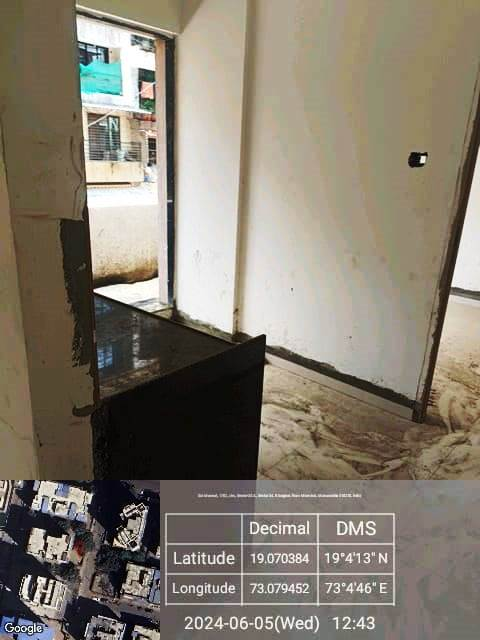 Decimal DMS
Latitude 19.070384 19°4'13" N
Longitude 73.079452 73°4'46" E
2024-06-05(Wed) 12:43
Google